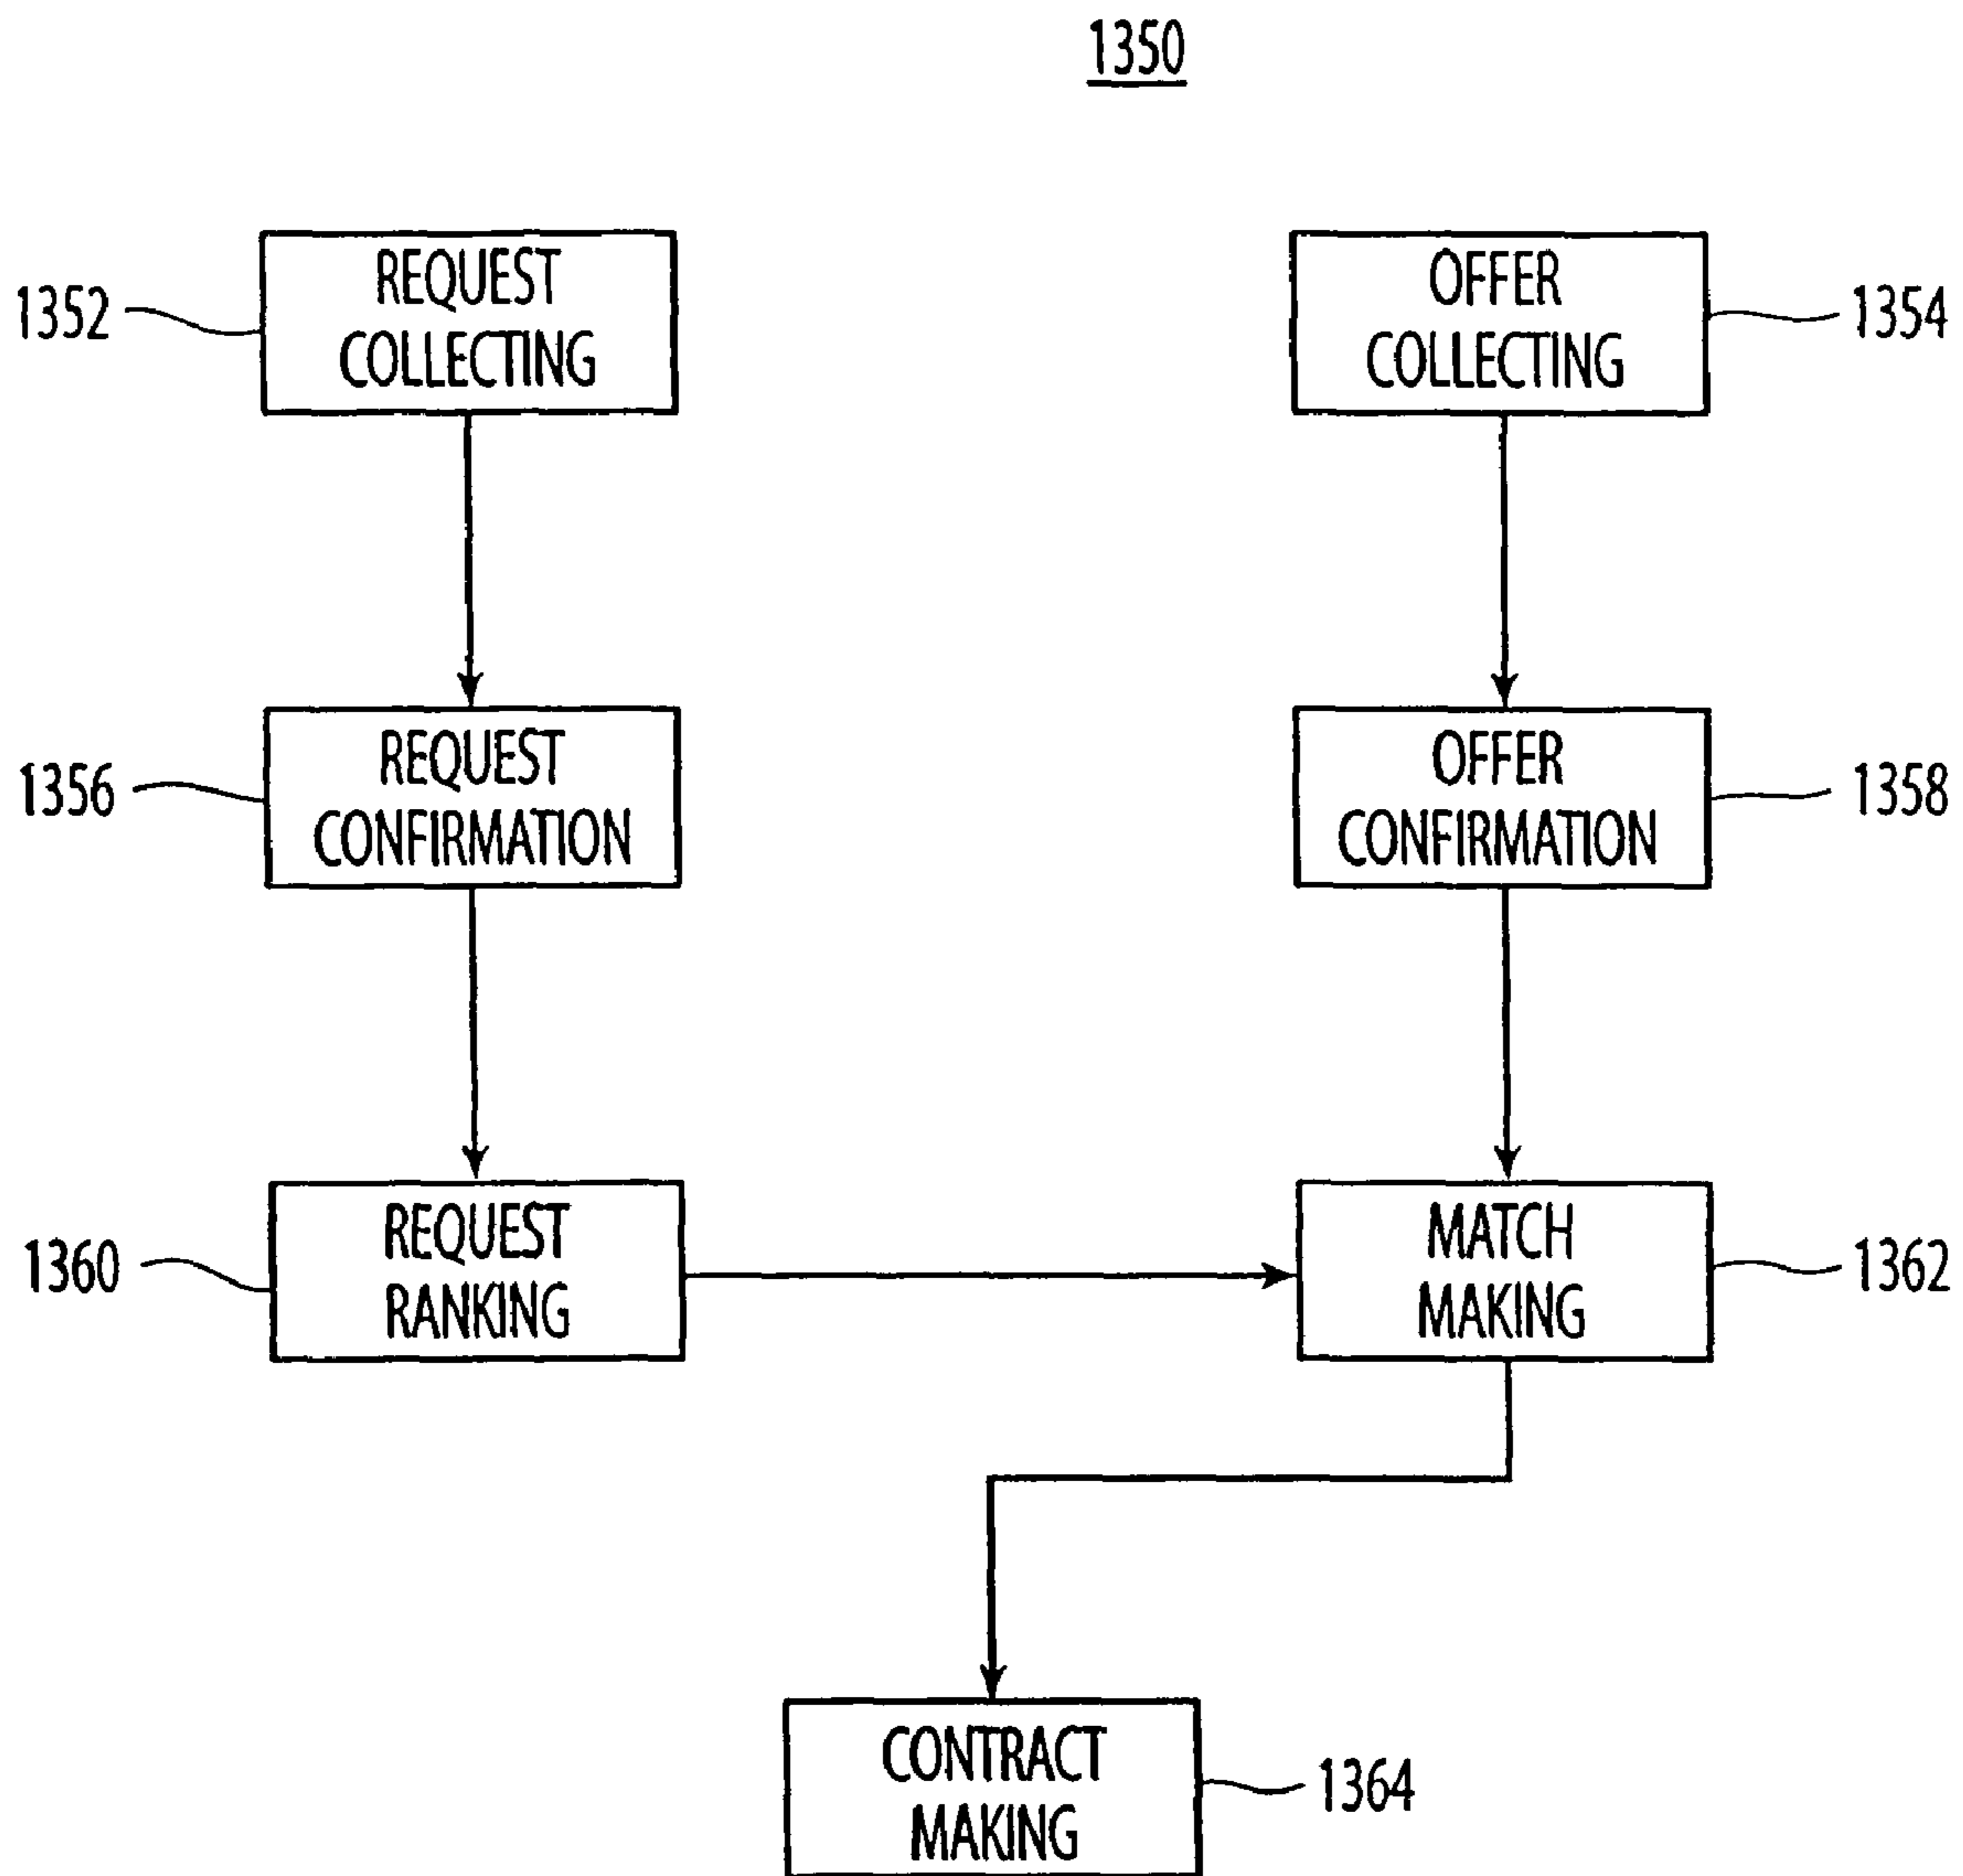 1350
REQUEST
COLLECTING
1352
OFFER
COLLECTING
1354
REQUEST
CONFIRMATION
1356
OFFER
CONFIRMATION
1358
REQUEST
RANKING
1360
MATCH
MAKING
1362
CONTRACT
MAKING
1364